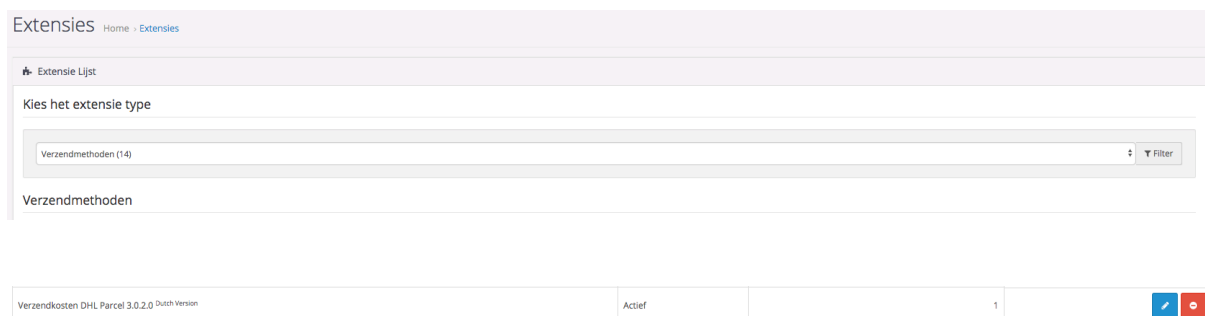 Extensies Home › Extensies
Extensie Lijst
Kies het extensie type
Verzendmethoden (14) Filter
Verzendmethoden
Verzendkosten DHL Parcel 3.0.2.0 Dutch Version Actief 1